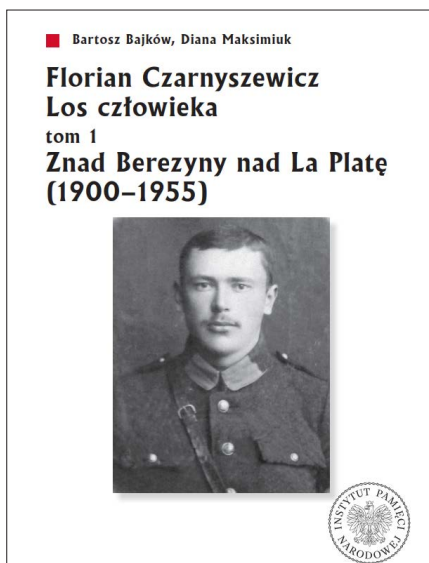 Bartosz Bajków, Diana Maksimiuk
Florian Czarnyszewicz
Los człowieka
tom 1
Znad Berezyny nad La Platę
(1900–1955)
INSTYTUT PAMIĘCI
NARODOWEJ